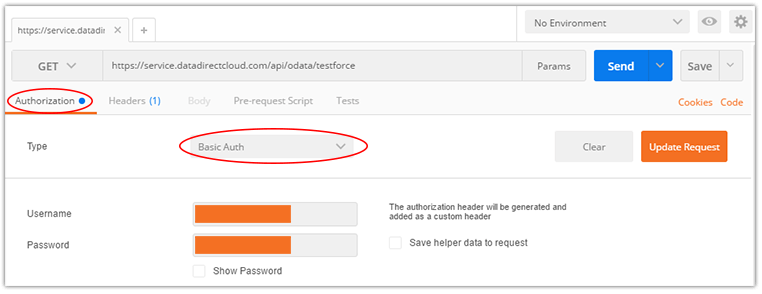 https://service.datadi
No Environment
GET https://service.datadirectcloud.com/api/odata/testforce Params Send Save
Authorization Headers (1) Body Pre-request Script Tests Cookies Code
Type Basic Auth Clear Update Request
Username The authorization header will be generated and
added as a custom header
Password Save helper data to request
Show Password